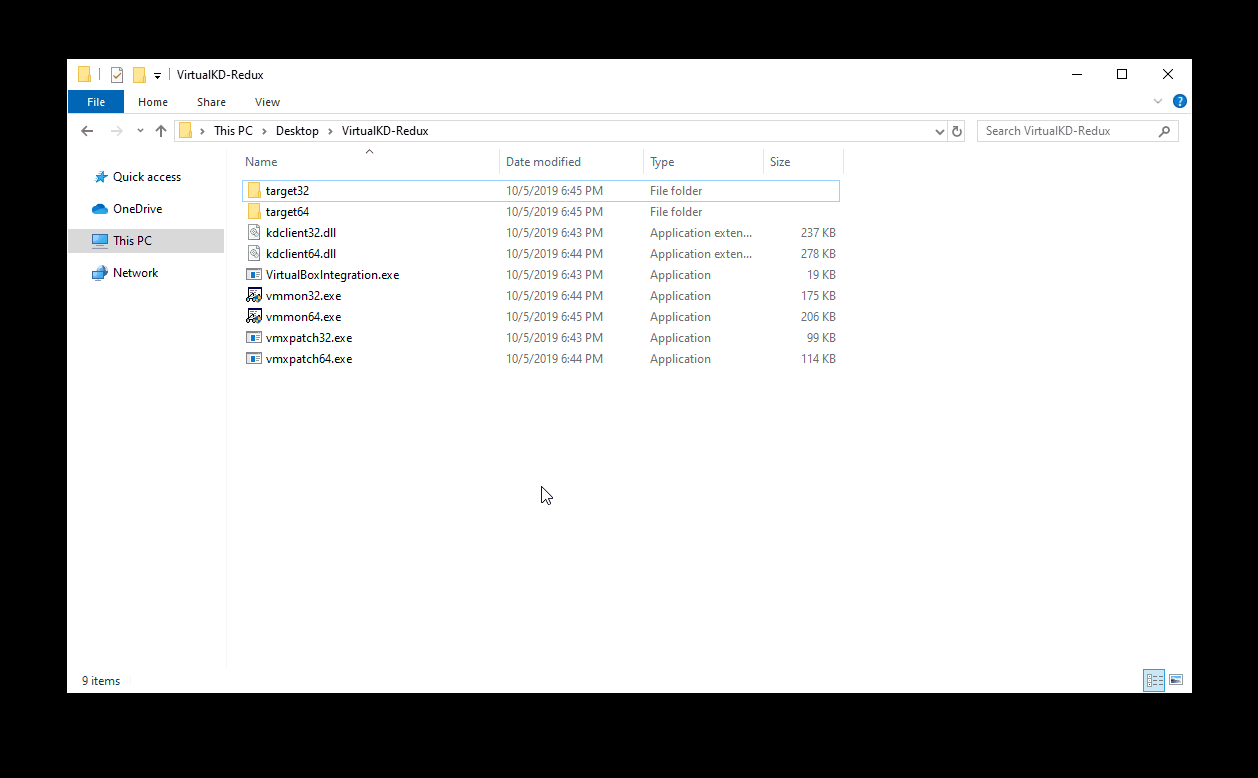 VirtualKD-Redux
File Home Share View
This PC Desktop VirtualKD-Redux Search VirtualKD-Redux
Name Date modified Type Size
Quick access
OneDrive
This PC
Network
target32 10/5/2019 6:45 PM File folder
target64 10/5/2019 6:45 PM File folder
kdclient32.dll 10/5/2019 6:43 PM Application exten... 237 KB
kdclient64.dll 10/5/2019 6:44 PM Application exten... 278 KB
VirtualBoxIntegration.exe 10/5/2019 6:43 PM Application 19 KB
vmmon32.exe 10/5/2019 6:44 PM Application 175 KB
vmmon64.exe 10/5/2019 6:45 PM Application 206 KB
vmxpatch32.exe 10/5/2019 6:43 PM Application 99 KB
vmxpatch64.exe 10/5/2019 6:44 PM Application 114 KB
9 items